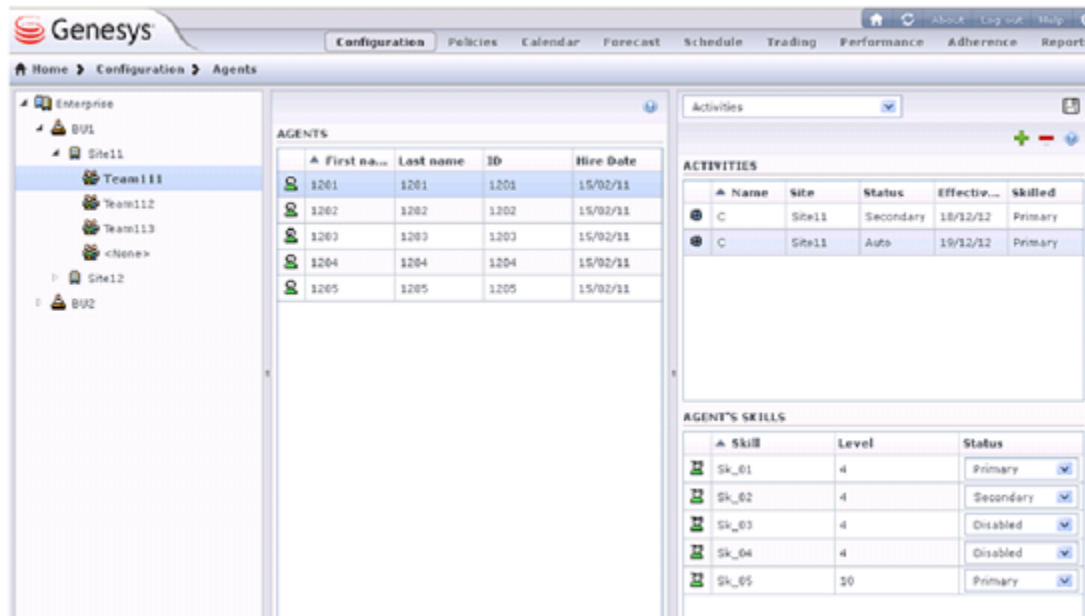 Genesys
About Log out Help
Configuration Policies Calendar Forecast Schedule Trading Performance Adherence Report
Home Configuration Agents
Enterprise
BU1
Site11
Team111
Team112
Team113
<None>
Site12
BU2
AGENTS
First na... Last name ID Hire Date
1201 1201 1201 15/02/11
1202 1202 1202 15/02/11
1203 1203 1203 15/02/11
1204 1204 1204 15/02/11
1205 1205 1205 15/02/11
Activities
ACTIVITIES
Name Site Status Effectiv... Skilled
C Site11 Secondary 18/12/12 Primary
C Site11 Auto 19/12/12 Primary
AGENT'S SKILLS
Skill Level Status
Sk_01 4 Primary
Sk_02 4 Secondary
Sk_03 4 Disabled
Sk_04 4 Disabled
Sk_05 10 Primary